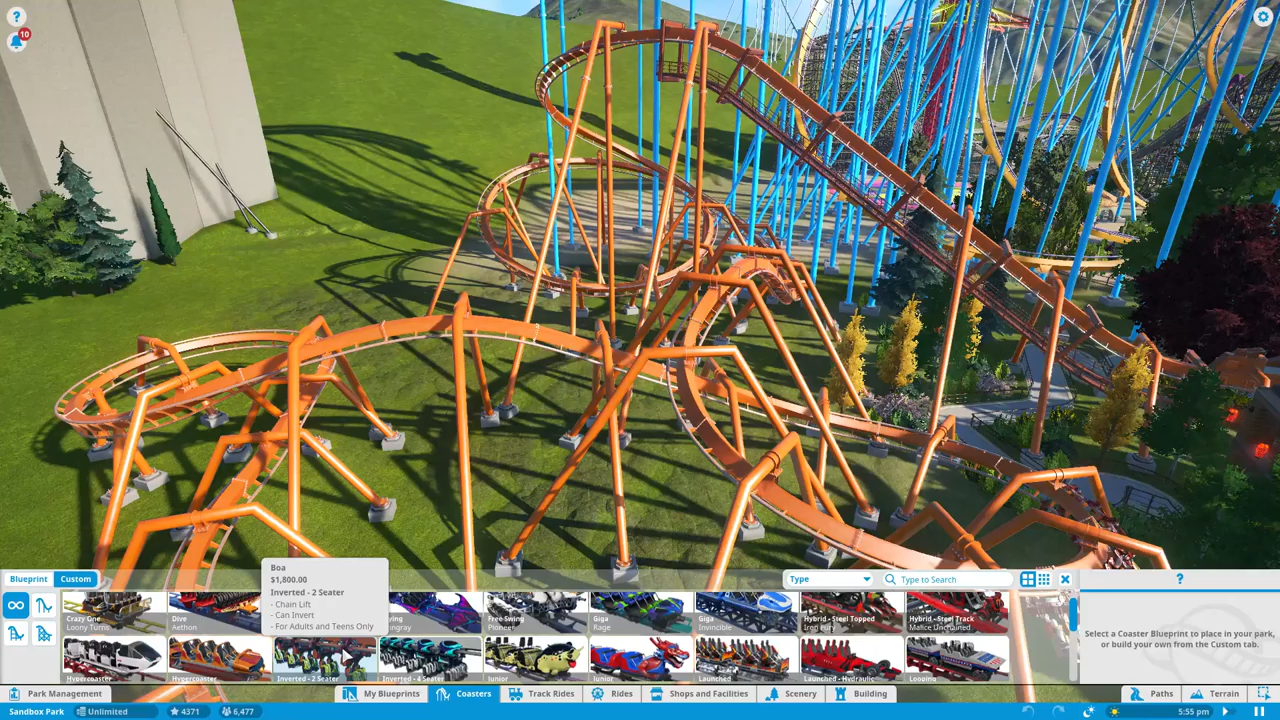 ?
10
Blueprint
Custom
Boa
$1,800.00
Inverted - 2 Seater
- Chain Lift
- Can Invert
- For Adults and Teens Only
Type
Type to Search
?
Crazy One
Loony Turns
Dive
Aethon
Free Swing
Pioneer
Giga
Rage
Giga
Invincible
Hybrid - Steel Topped
Iron Fury
Hybrid - Steel Track
Malice Unchained
Hypercoaster
Hypercoaster
Inverted - 2 Seater
Inverted - 4 Seater
Junior
Junior
Launched
Launched - Hydraulic
Looping
Select a Coaster Blueprint to place in your park,
or build your own from the Custom tab.
Park Management
My Blueprints
Coasters
Track Rides
Rides
Shops and Facilities
Scenery
Building
Paths
Terrain
Sandbox Park
Unlimited
4371
6,477
5:55 pm